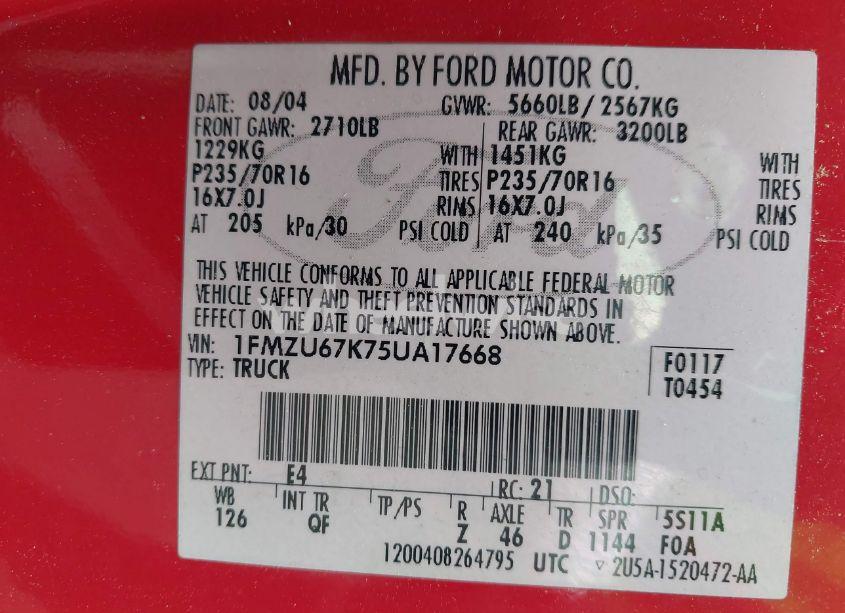 MFD. BY FORD MOTOR CO.
DATE: 08/04 GVWR: 5660LB / 2567KG
FRONT GAWR: 2710LB REAR GAWR: 3200LB
1229KG WITH 1451KG WITH
P235/70R16 TIRES P235/70R16 TIRES
16X7.0J RIMS 16X7.0J RIMS
AT 205 kPa/30 PSI COLD AT 240 kPa/35 PSI COLD
Ford
THIS VEHICLE CONFORMS TO ALL APPLICABLE FEDERAL MOTOR
VEHICLE SAFETY AND THEFT PREVENTION STANDARDS IN
EFFECT ON THE DATE OF MANUFACTURE SHOWN ABOVE.
VIN: 1FMZU67K75UA17668 F0117
TYPE: TRUCK T0454
EXT PNT: E4 RC: 21 DSO:
WB INT TR TP/PS R AXLE TR SPR 5S11A
126 QF Z 46 D 1144 F0A
1200408264795 UTC ▽ 2U5A-1520472-AA